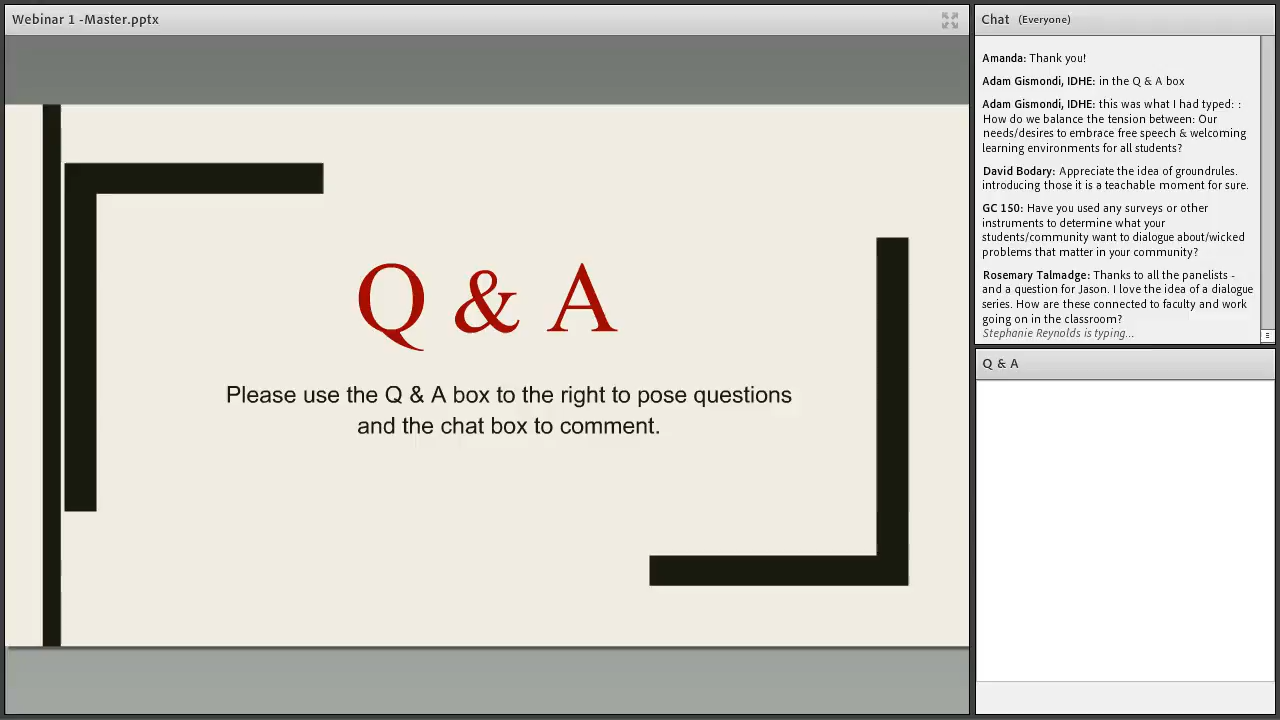 Webinar 1 -Master.pptx
Q & A
Please use the Q & A box to the right to pose questions
and the chat box to comment.
Chat (Everyone)
Amanda: Thank you!
Adam Gismondi, IDHE: in the Q & A box
Adam Gismondi, IDHE: this was what I had typed: :
How do we balance the tension between: Our
needs/desires to embrace free speech & welcoming
learning environments for all students?
David Bodary: Appreciate the idea of groundrules.
introducing those it is a teachable moment for sure.
GC 150: Have you used any surveys or other
instruments to determine what your
students/community want to dialogue about/wicked
problems that matter in your community?
Rosemary Talmadge: Thanks to all the panelists -
and a question for Jason. I love the idea of a dialogue
series. How are these connected to faculty and work
going on in the classroom?
Stephanie Reynolds is typing...
Q & A